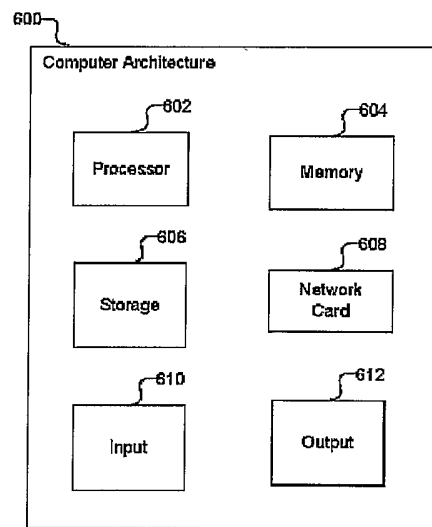 600
Computer Architecture
602
604
Processor
Memory
606
608
Storage
Network
Card
610
612
Input
Output